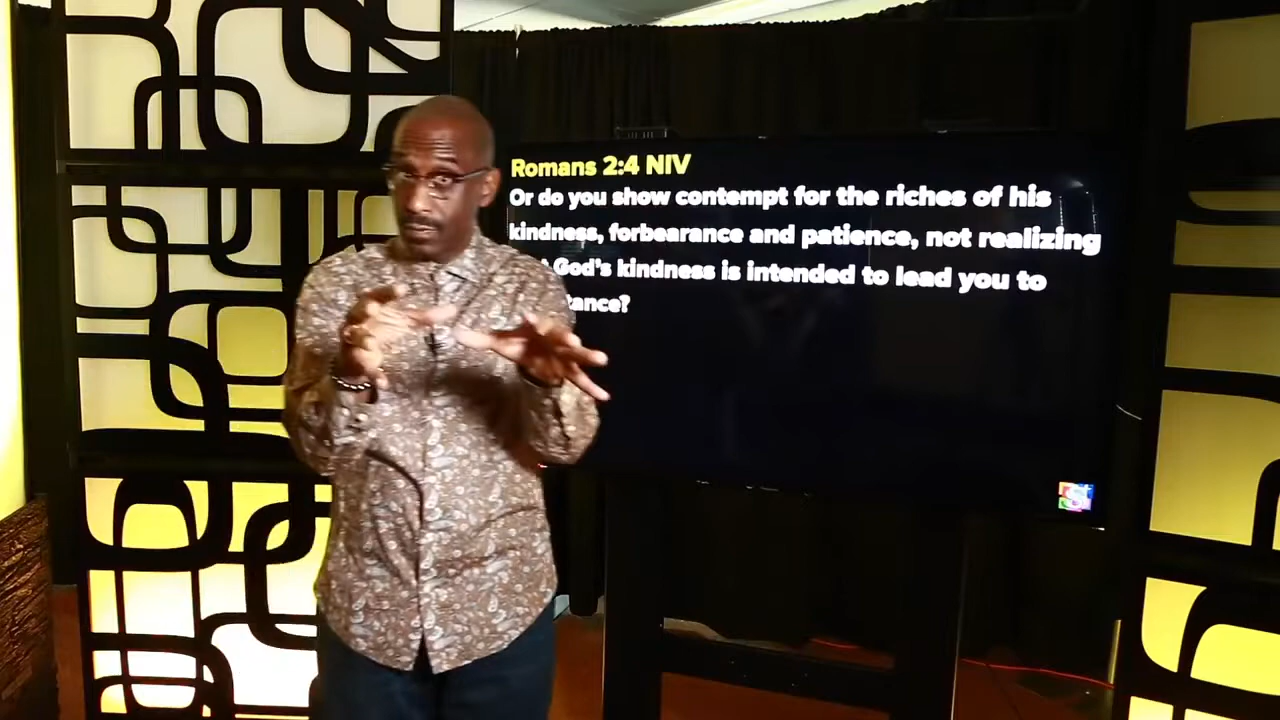 Romans 2:4 NIV
Or do you show contempt for the riches of his
kindness, forbearance and patience, not realizing
God's kindness is intended to lead you to
tance?